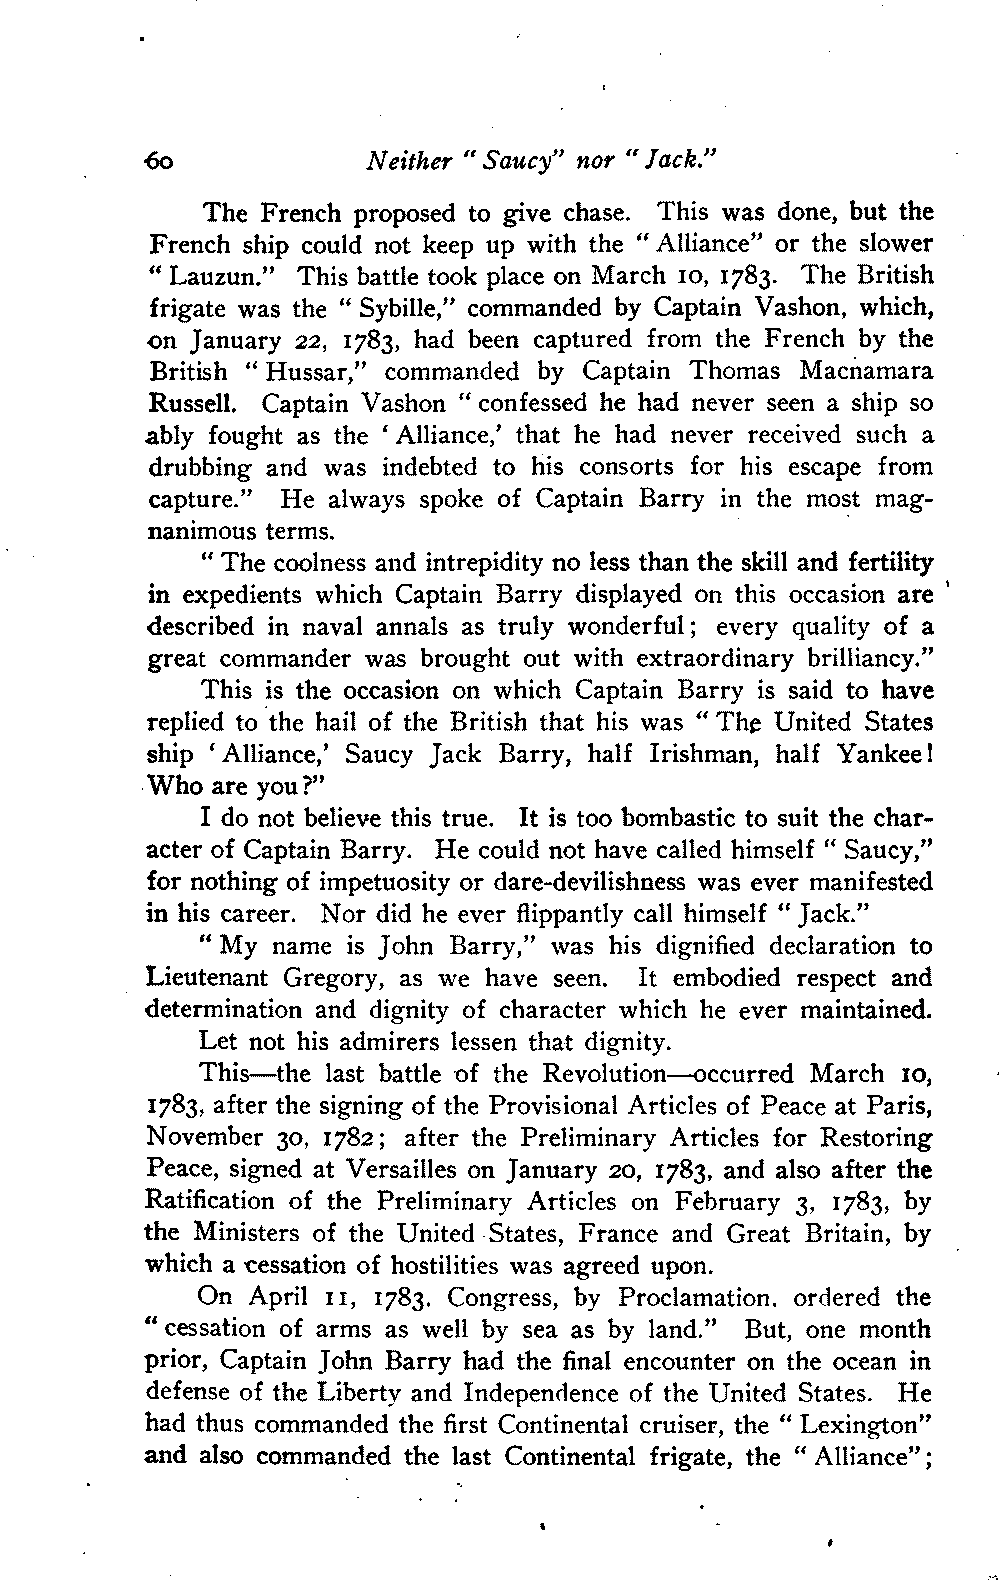 60 Neither “ Saucy” nor “ Jack.”
The French proposed to give chase. This was done, but the
French ship could not keep up with the “ Alliance” or the slower
“ Lauzun.” This battle took place on March 10, 1783. The British
frigate was the “ Sybille,” commanded by Captain Vashon, which,
on January 22, 1783, had been captured from the French by the
British “ Hussar,” commanded by Captain Thomas Macnamara
Russell. Captain Vashon “ confessed he had never seen a ship so
ably fought as the ‘ Alliance,’ that he had never received such a
drubbing and was indebted to his consorts for his escape from
capture.” He always spoke of Captain Barry in the most mag-
nanimous terms.
“ The coolness and intrepidity no less than the skill and fertility
in expedients which Captain Barry displayed on this occasion are
described in naval annals as truly wonderful; every quality of a
great commander was brought out with extraordinary brilliancy.”
This is the occasion on which Captain Barry is said to have
replied to the hail of the British that his was “ The United States
ship ‘ Alliance,’ Saucy Jack Barry, half Irishman, half Yankee!
Who are you?”
I do not believe this true. It is too bombastic to suit the char-
acter of Captain Barry. He could not have called himself “ Saucy,”
for nothing of impetuosity or dare-devilishness was ever manifested
in his career. Nor did he ever flippantly call himself “ Jack.”
“ My name is John Barry,” was his dignified declaration to
Lieutenant Gregory, as we have seen. It embodied respect and
determination and dignity of character which he ever maintained.
Let not his admirers lessen that dignity.
This—the last battle of the Revolution—occurred March 10,
1783, after the signing of the Provisional Articles of Peace at Paris,
November 30, 1782; after the Preliminary Articles for Restoring
Peace, signed at Versailles on January 20, 1783, and also after the
Ratification of the Preliminary Articles on February 3, 1783, by
the Ministers of the United States, France and Great Britain, by
which a cessation of hostilities was agreed upon.
On April 11, 1783. Congress, by Proclamation. ordered the
“ cessation of arms as well by sea as by land.” But, one month
prior, Captain John Barry had the final encounter on the ocean in
defense of the Liberty and Independence of the United States. He
had thus commanded the first Continental cruiser, the “ Lexington”
and also commanded the last Continental frigate, the “ Alliance”;